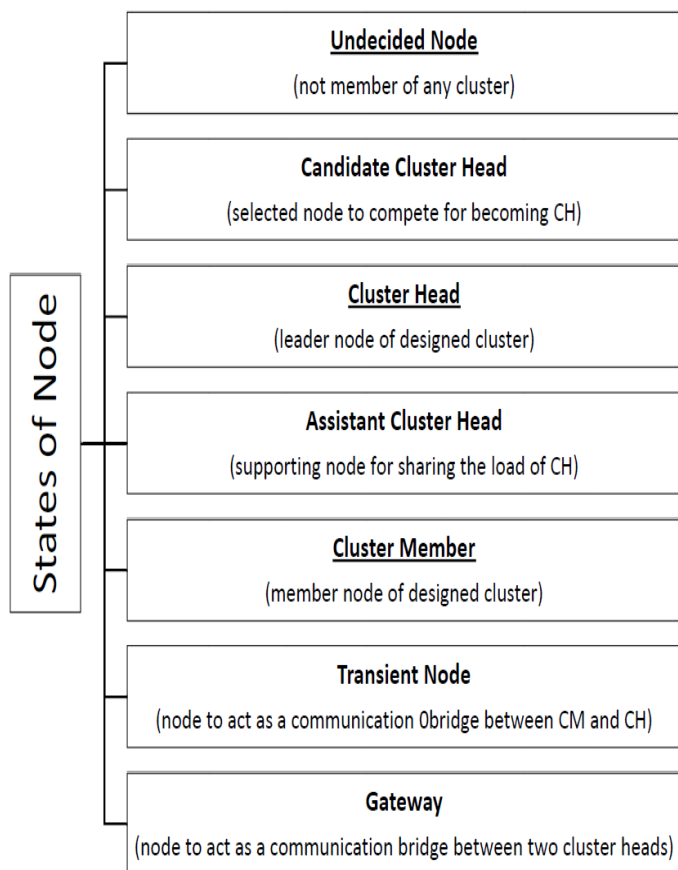 States of Node
Undecided Node
(not member of any cluster)
Candidate Cluster Head
(selected node to compete for becoming CH)
Cluster Head
(leader node of designed cluster)
Assistant Cluster Head
(supporting node for sharing the load of CH)
Cluster Member
(member node of designed cluster)
Transient Node
(node to act as a communication 0bridge between CM and CH)
Gateway
(node to act as a communication bridge between two cluster heads)